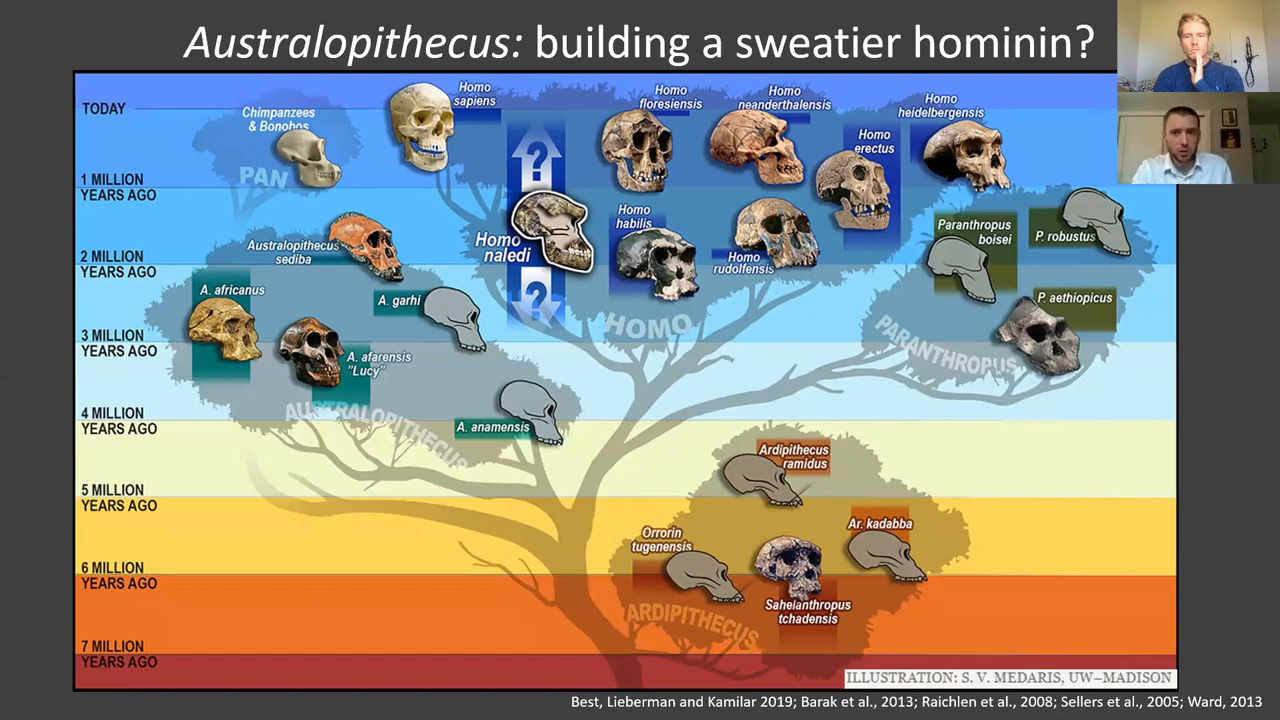 Australopithecus: building a sweatier hominin?
TODAY
Chimpanzees
& Bonobos
PAN
Homo
sapiens
Homo
floresiensis
Homo
neanderthalensis
Homo
heidelbergensis
Homo
erectus
?
1 MILLION
YEARS AGO
Australopithecus
sediba
Homo
naledi
Homo
habilis
Homo
rudolfensis
Paranthropus
boisei
P. robustus
2 MILLION
YEARS AGO
A. africanus
A. garhi
?
HOMO
P. aethiopicus
PARANTHROPUS
3 MILLION
YEARS AGO
A. afarensis
"Lucy"
AUSTRALOPITHECUS
A. anamensis
4 MILLION
YEARS AGO
Ardipithecus
ramidus
5 MILLION
YEARS AGO
Orrorin
tugenensis
Ar. kadabba
6 MILLION
YEARS AGO
Sahelanthropus
tchadensis
ARDIPITHECUS
7 MILLION
YEARS AGO
ILLUSTRATION: S. V. MEDARIS, UW–MADISON
Best, Lieberman and Kamilar 2019; Barak et al., 2013; Raichlen et al., 2008; Sellers et al., 2005; Ward, 2013